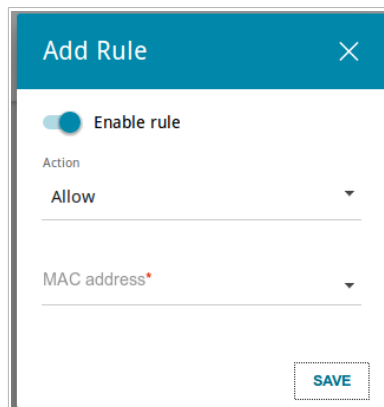 Add Rule
Enable rule
Action
Allow
MAC address*
SAVE